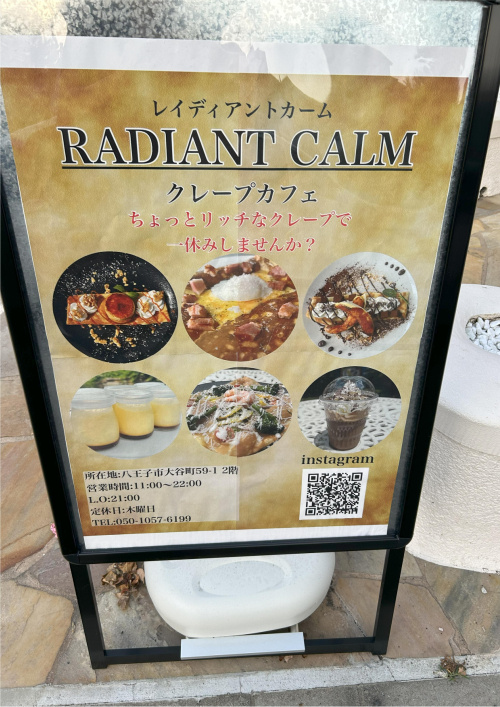 レイディアントカーム
RADIANT CALM
クレープカフェ
ちょっとリッチなクレープで
一休みしませんか？
instagram
所在地:八王子市大谷町59-1 2階
営業時間:11:00～22:00
L.O:21:00
定休日:木曜日
TEL:050-1057-6199